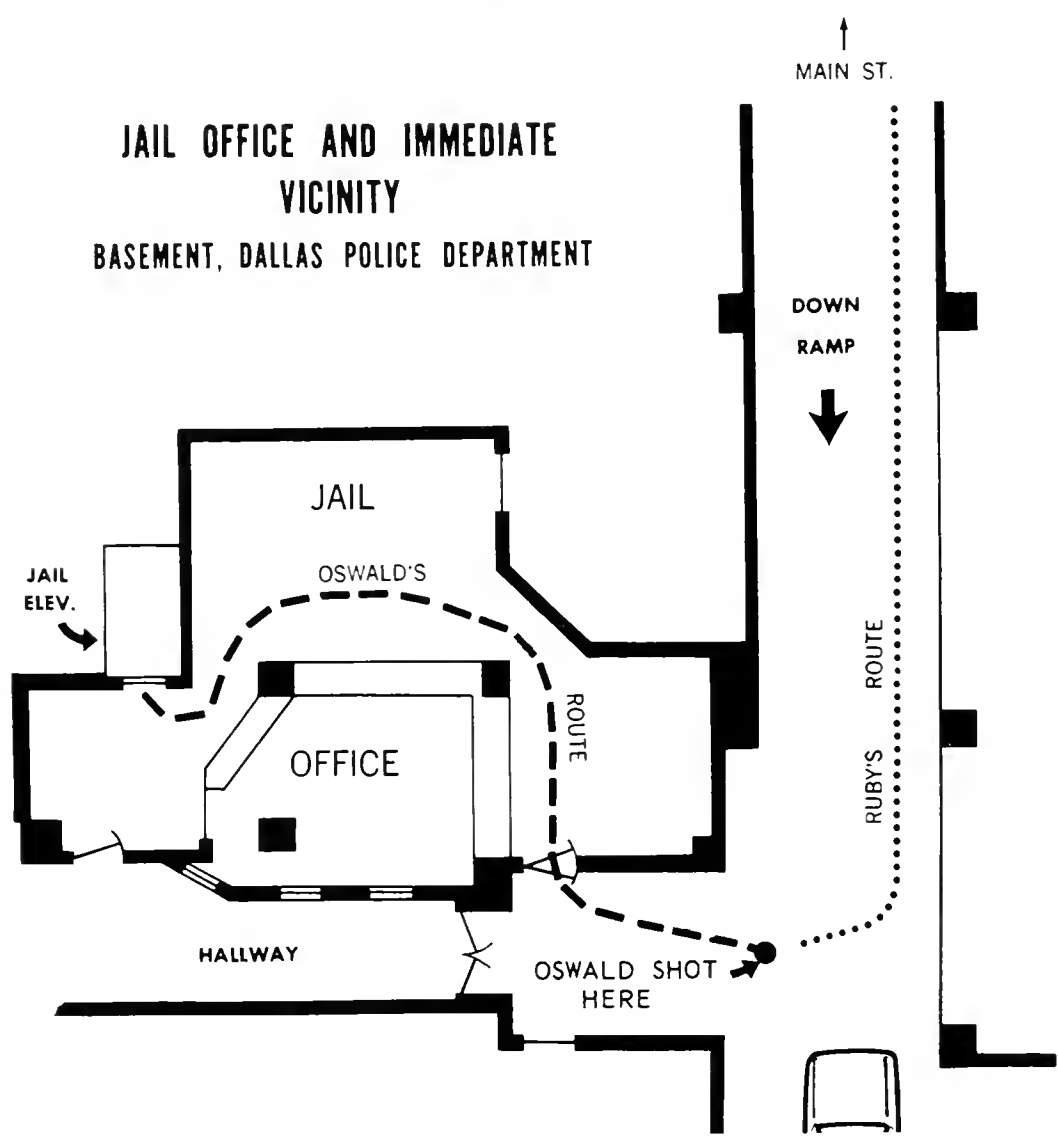 MAIN ST.
JAIL OFFICE AND IMMEDIATE
VICINITY
BASEMENT, DALLAS POLICE DEPARTMENT
DOWN
RAMP
JAIL
OSWALD'S
JAIL
ELEV.
ROUTE
OFFICE
RUBY'S ROUTE
HALLWAY
OSWALD SHOT
HERE